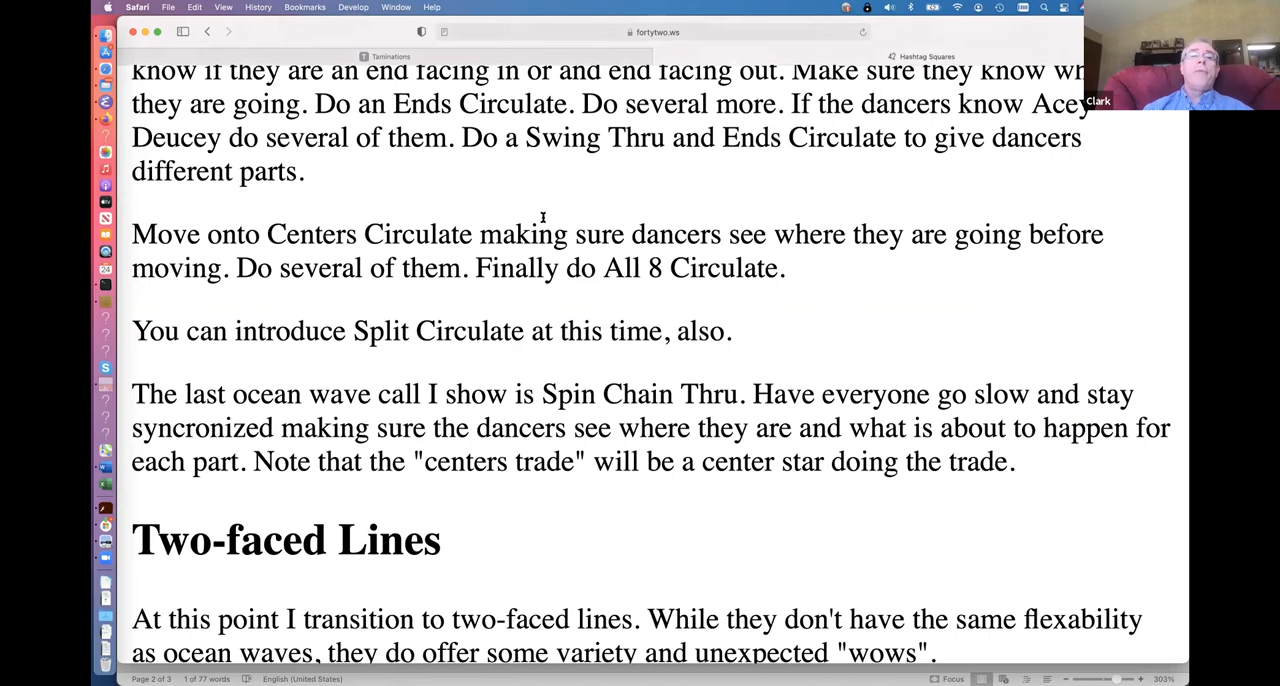 Safari File Edit View History Bookmarks Develop Window Help
fortytwo.ws
T Taminations
Hashtag Squares
know if they are an end facing in or and end facing out. Make sure they know
they are going. Do an Ends Circulate. Do several more. If the dancers know Acey
Deucey do several of them. Do a Swing Thru and Ends Circulate to give dancers
different parts.
Move onto Centers Circulate making sure dancers see where they are going before
moving. Do several of them. Finally do All 8 Circulate.
You can introduce Split Circulate at this time, also.
The last ocean wave call I show is Spin Chain Thru. Have everyone go slow and stay
syncronized making sure the dancers see where they are and what is about to happen for
each part. Note that the "centers trade" will be a center star doing the trade.
Two-faced Lines
At this point I transition to two-faced lines. While they don't have the same flexability
as ocean waves, they do offer some variety and unexpected "wows".
Page 2 of 3 1 of 77 words English (United States) Focus 303%
Clark
24